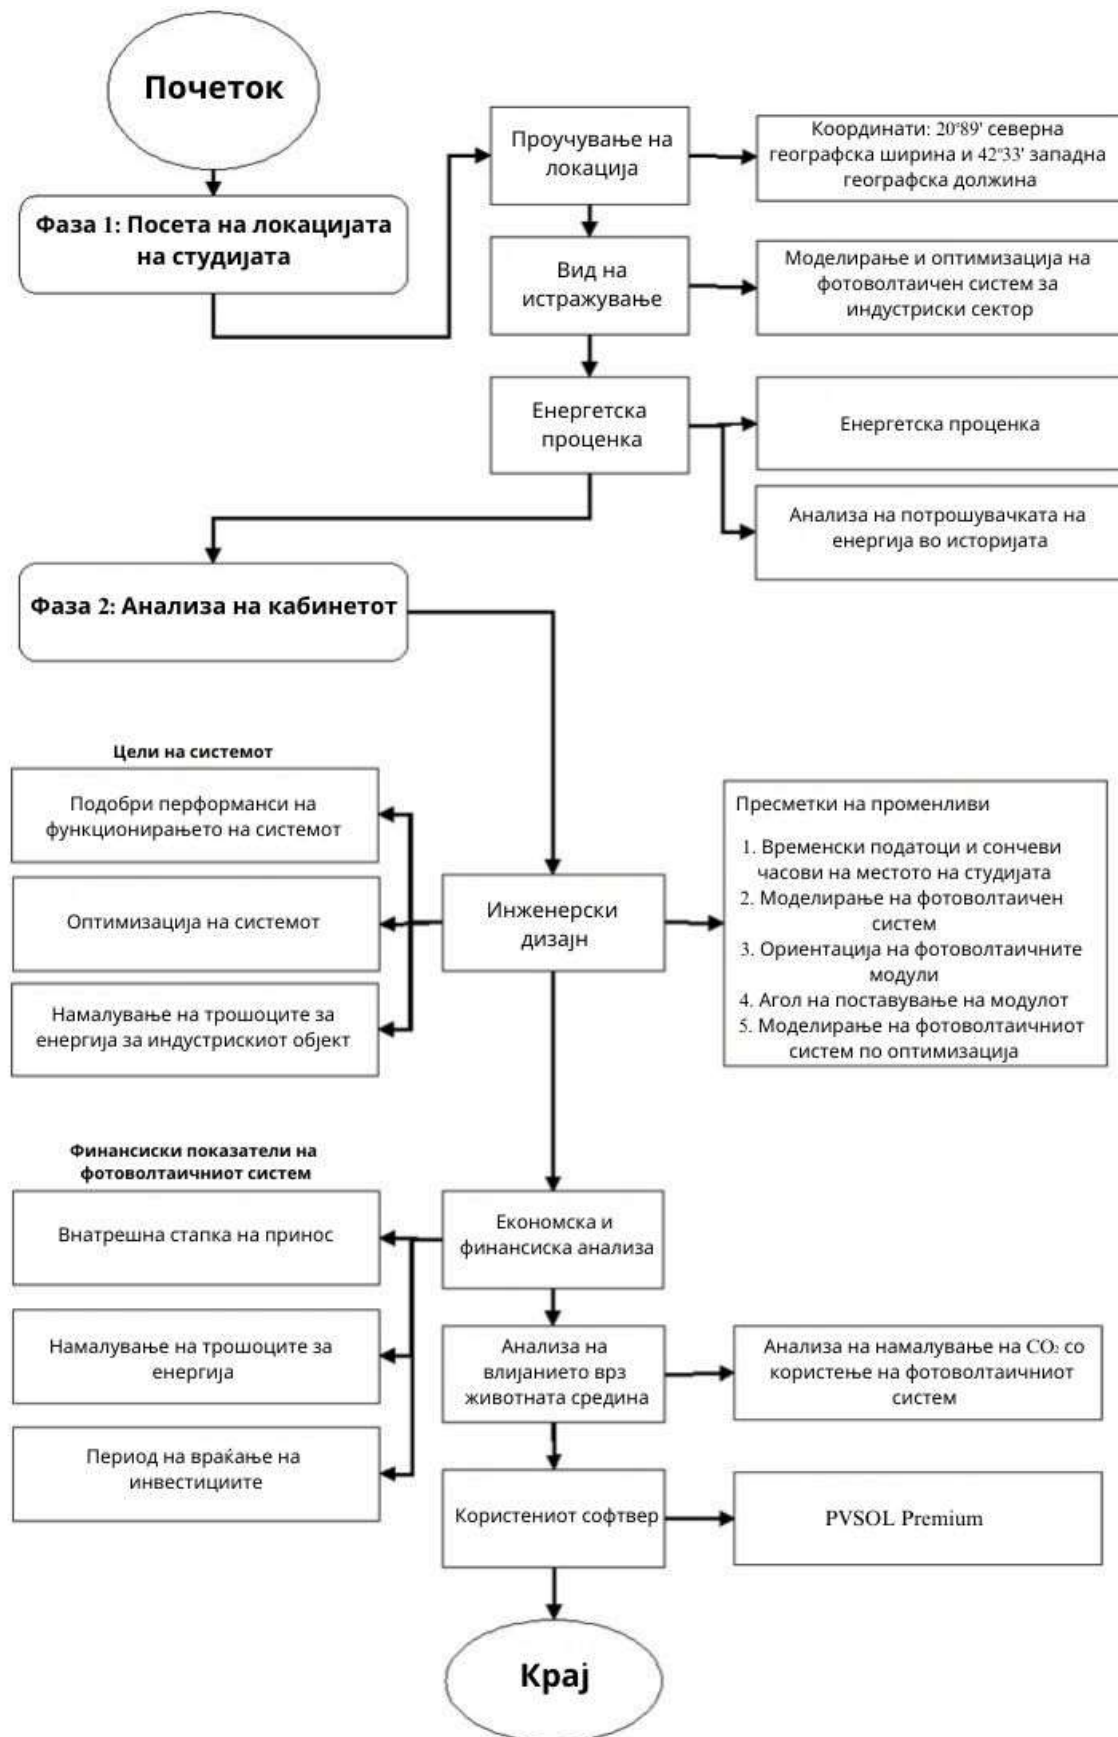 Почеток
Фаза 1: Посета на локацијата
на студијата
Проучување на
локација
Координати: 20°89' северна
географска ширина и 42°33' западна
географска должина
Вид на
истражување
Моделирање и оптимизација на
фотоволтаичен систем за
индустриски сектор
Енергетска
проценка
Енергетска проценка
Анализа на потрошувачката на
енергија во историјата
Фаза 2: Анализа на кабинетот
Цели на системот
Подобри перформанси на
функционирањето на системот
Оптимизација на системот
Намалување на трошоците за
енергија за индустрискиот објект
Инженерски
дизајн
Пресметки на променливи
1. Временски податоци и сончеви
часови на местото на студијата
2. Моделирање на фотоволтаичен
систем
3. Ориентација на фотоволтаичните
модули
4. Агол на поставување на модулот
5. Моделирање на фотоволтаичниот
систем по оптимизација
Финансиски показатели на
фотоволтаичниот систем
Внатрешна стапка на принос
Намалување на трошоците за
енергија
Период на враќање на
инвестициите
Економска и
финансиска анализа
Анализа на
влијанието врз
животната средина
Анализа на намалување на CO₂ со
користење на фотоволтаичниот
систем
Користениот софтвер
PVSOL Premium
Крај